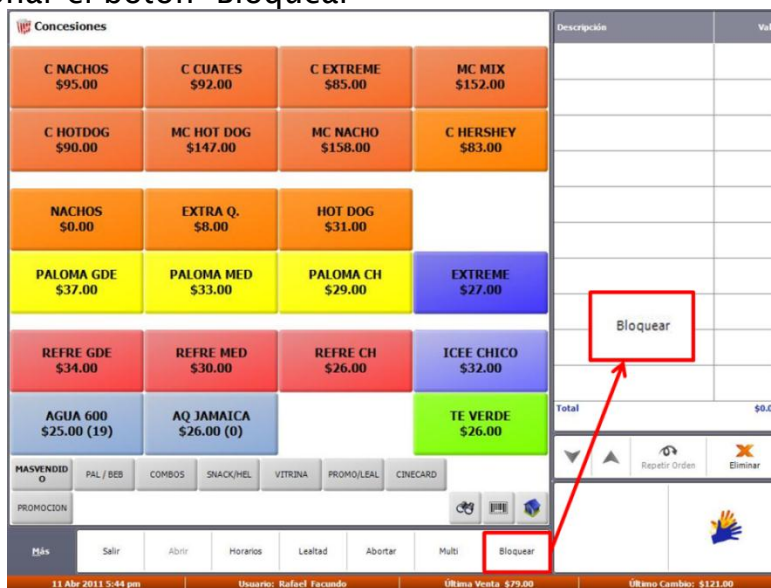 Concesiones
Descripción
C NACHOS
$95.00
C CUATES
$92.00
C EXTREME
$85.00
MC MIX
$152.00
C HOTDOG
$90.00
MC HOT DOG
$147.00
MC NACHO
$158.00
C HERSHEY
$83.00
NACHOS
$0.00
EXTRA Q.
$8.00
HOT DOG
$31.00
PALOMA GDE
$37.00
PALOMA MED
$33.00
PALOMA CH
$29.00
EXTREME
$27.00
Bloquear
REFRE GDE
$34.00
REFRE MED
$30.00
REFRE CH
$26.00
ICEE CHICO
$32.00
AGUA 600
$25.00 (19)
AQ JAMAICA
$26.00 (0)
TE VERDE
$26.00
Total $0.0
MASVENDID
O
PAL / BEB
COMBOS
SNACK/HEL
VITRINA
PROMO/LEAL
CINECARD
Repetir Orden
Eliminar
PROMOCION
Más
Salir
Abrir
Horarios
Lealtad
Abortar
Multi
Bloquear
11 Abr 2011 5:44 pm
Usuario: Rafael Facundo
Última Venta $79.00
Último Cambio: $121.00